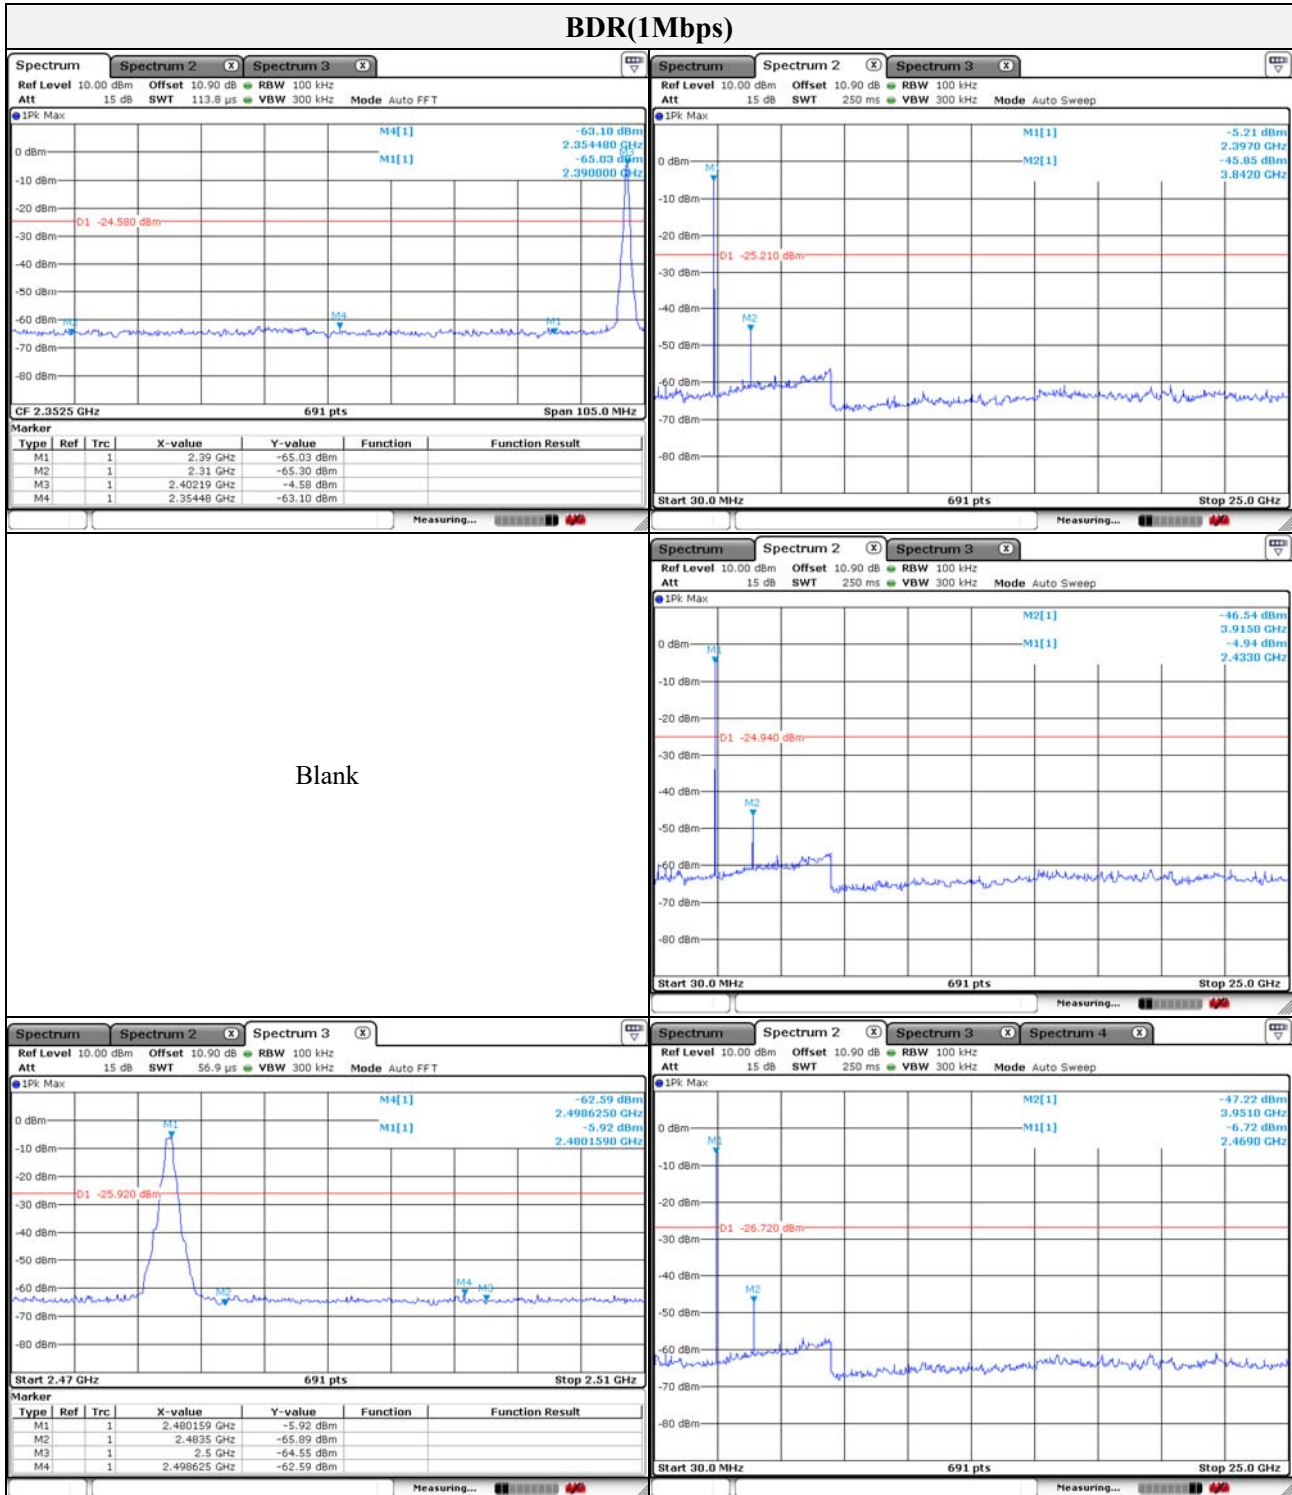 BDR(1Mbps)
Spectrum Spectrum 2 X Spectrum 3 X
Ref Level 10.00 dBm Offset 10.90 dB RBW 100 kHz
Att 15 dB SWT 113.8 µs VBW 300 kHz Mode Auto FFT
1Pk Max
M4[1] -63.10 dBm
2.354480 GHz
M1[1] -65.03 dBm
2.390000 GHz
M3
0 dBm
-10 dBm
-20 dBm
D1 -24.580 dBm
-30 dBm
-40 dBm
-50 dBm
-60 dBm
M2 M4 M1
-70 dBm
-80 dBm
CF 2.3525 GHz 691 pts Span 105.0 MHz
Marker
Type Ref Trc X-value Y-value Function Function Result
M1 1 2.39 GHz -65.03 dBm
M2 1 2.31 GHz -65.30 dBm
M3 1 2.40219 GHz -4.58 dBm
M4 1 2.35448 GHz -63.10 dBm
Measuring...
Spectrum Spectrum 2 X Spectrum 3 X
Ref Level 10.00 dBm Offset 10.90 dB RBW 100 kHz
Att 15 dB SWT 250 ms VBW 300 kHz Mode Auto Sweep
1Pk Max
M1[1] -5.21 dBm
2.3970 GHz
M2[1] -45.85 dBm
3.8420 GHz
0 dBm
M1
-10 dBm
-20 dBm
D1 -25.210 dBm
-30 dBm
-40 dBm
M2
-50 dBm
-60 dBm
-70 dBm
-80 dBm
Start 30.0 MHz 691 pts Stop 25.0 GHz
Measuring...
Blank
Spectrum Spectrum 2 X Spectrum 3 X
Ref Level 10.00 dBm Offset 10.90 dB RBW 100 kHz
Att 15 dB SWT 250 ms VBW 300 kHz Mode Auto Sweep
1Pk Max
M2[1] -46.54 dBm
3.9150 GHz
M1[1] -4.94 dBm
2.4330 GHz
0 dBm
M1
-10 dBm
-20 dBm
D1 -24.940 dBm
-30 dBm
-40 dBm
M2
-50 dBm
-60 dBm
-70 dBm
-80 dBm
Start 30.0 MHz 691 pts Stop 25.0 GHz
Measuring...
Spectrum Spectrum 2 X Spectrum 3 X
Ref Level 10.00 dBm Offset 10.90 dB RBW 100 kHz
Att 15 dB SWT 56.9 µs VBW 300 kHz Mode Auto FFT
1Pk Max
M4[1] -62.59 dBm
2.4986250 GHz
M1[1] -5.92 dBm
2.4801590 GHz
0 dBm
M1
-10 dBm
-20 dBm
D1 -25.920 dBm
-30 dBm
-40 dBm
-50 dBm
-60 dBm
M2 M4 M3
-70 dBm
-80 dBm
Start 2.47 GHz 691 pts Stop 2.51 GHz
Marker
Type Ref Trc X-value Y-value Function Function Result
M1 1 2.480159 GHz -5.92 dBm
M2 1 2.4835 GHz -65.89 dBm
M3 1 2.5 GHz -64.55 dBm
M4 1 2.498625 GHz -62.59 dBm
Measuring...
Spectrum Spectrum 2 X Spectrum 3 X Spectrum 4 X
Ref Level 10.00 dBm Offset 10.90 dB RBW 100 kHz
Att 15 dB SWT 250 ms VBW 300 kHz Mode Auto Sweep
1Pk Max
M2[1] -47.22 dBm
3.9510 GHz
M1[1] -6.72 dBm
2.4690 GHz
0 dBm
M1
-10 dBm
-20 dBm
D1 -26.720 dBm
-30 dBm
-40 dBm
M2
-50 dBm
-60 dBm
-70 dBm
-80 dBm
Start 30.0 MHz 691 pts Stop 25.0 GHz
Measuring...